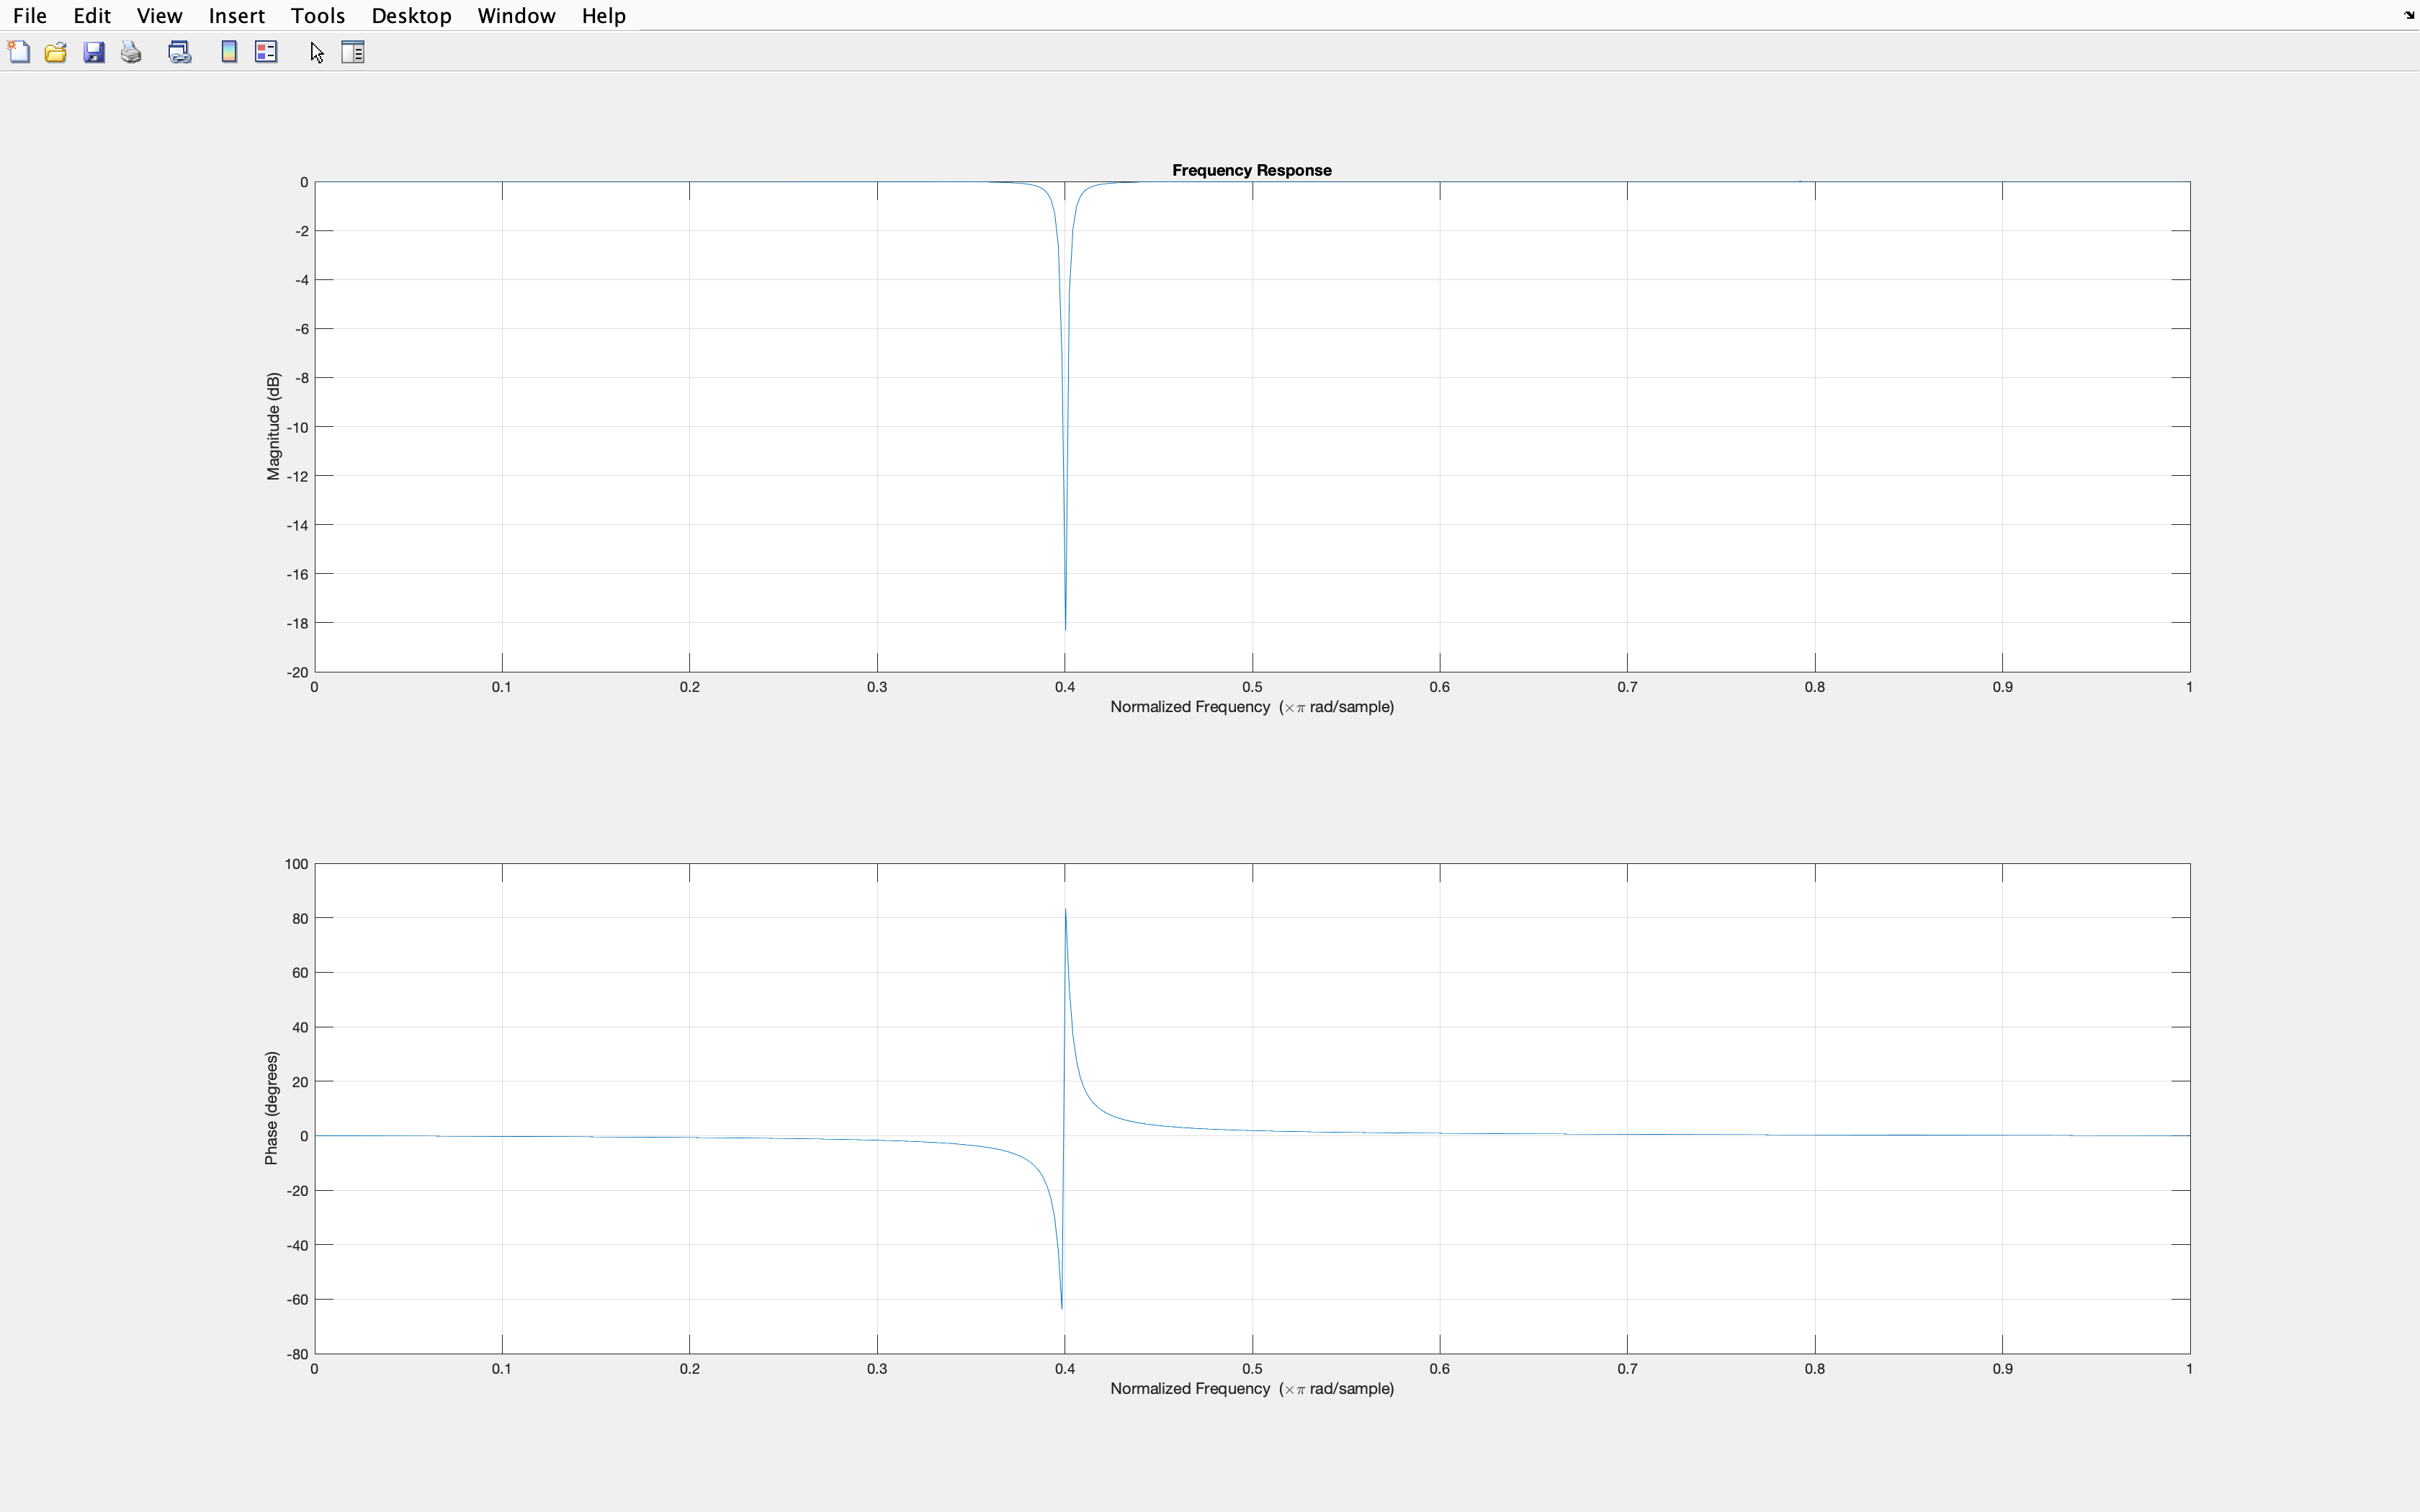 File Edit View Insert Tools Desktop Window Help
Frequency Response
0
-2
-4
-6
-8
-10
-12
-14
-16
-18
-20
Magnitude (dB)
0 0.1 0.2 0.3 0.4 0.5 0.6 0.7 0.8 0.9 1
Normalized Frequency (×π rad/sample)
100
80
60
40
20
0
-20
-40
-60
-80
Phase (degrees)
0 0.1 0.2 0.3 0.4 0.5 0.6 0.7 0.8 0.9 1
Normalized Frequency (×π rad/sample)